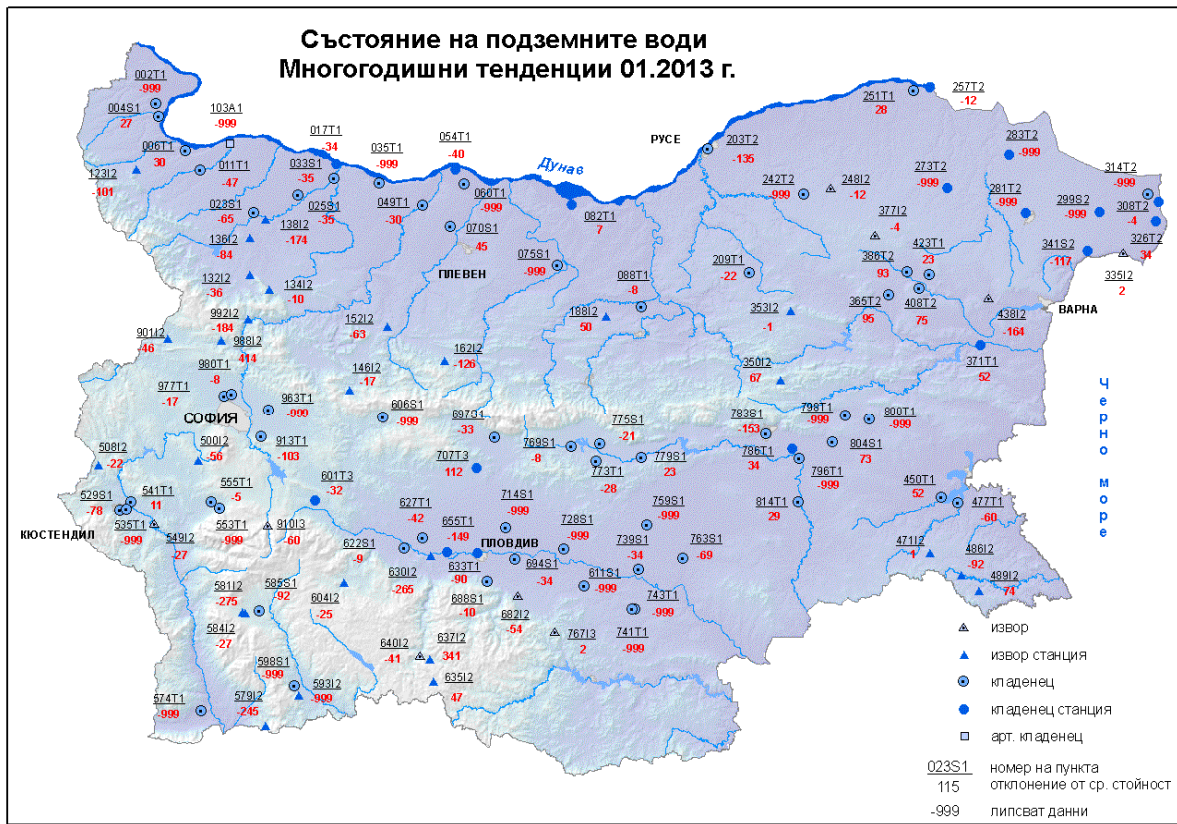 Състояние на подземните води
Многогодишни тенденции 01.2013 г.
002T1
-999
004S1
27
103A1
-999
006T1
30
011T1
-47
123I2
-101
017T1
-34
033S1
-35
035T1
-999
054T1
-40
Дунав
РУСЕ
203T2
-135
251T1
28
257T2
-12
283T2
-999
314T2
-999
023S1
-65
025S1
-35
138I2
-174
136I2
-84
049T1
-30
060T1
-999
070S1
45
082T1
7
242T2
-999
248I2
-12
273T2
-999
281T2
-999
299S2
-999
308T2
-4
326T2
34
377I2
-4
341S2
-117
335I2
2
132I2
-36
134I2
-10
ПЛЕВЕН
075S1
-999
088T1
-8
209T1
-22
386T2
93
423T1
23
365T2
95
408T2
75
438I2
-164
ВАРНА
992I2
-184
901I2
-46
988I2
414
152I2
-63
188I2
50
353I2
-1
371T1
52
162I2
-126
146I2
-17
350I2
67
980T1
-8
977T1
-17
СОФИЯ
963T1
-999
606S1
-999
697S1
-33
775S1
-21
769S1
-8
773T1
-28
779S1
23
783S1
-153
786T1
34
798T1
-999
800T1
-999
804S1
73
796T1
-999
Черно море
913T1
-103
500I2
-56
508I2
-22
707T3
112
601T3
-32
529S1
-78
541T1
11
555T1
-5
КЮСТЕНДИЛ
535T1
-999
549I2
-27
553T1
-999
910I3
-60
627T1
-42
714S1
-999
655T1
-149
ПЛОВДИВ
728S1
-999
759S1
-999
814T1
29
450T1
52
477T1
-60
622S1
-9
630I2
-265
633T1
-90
694S1
-34
739S1
-34
763S1
-69
611S1
-999
471I2
1
486I2
-92
489I2
74
581I2
-275
585S1
92
604I2
-25
688S1
-10
682I2
-54
743T1
-999
741T1
-999
584I2
-27
640I2
-41
637I2
341
767I3
2
635I2
47
598S1
-999
593I2
-999
574T1
-999
579I2
-245
извор
извор станция
кладенец
кладенец станция
арт. кладенец
023S1 номер на пункта
115 отклонение от ср. стойност
-999 липсват данни